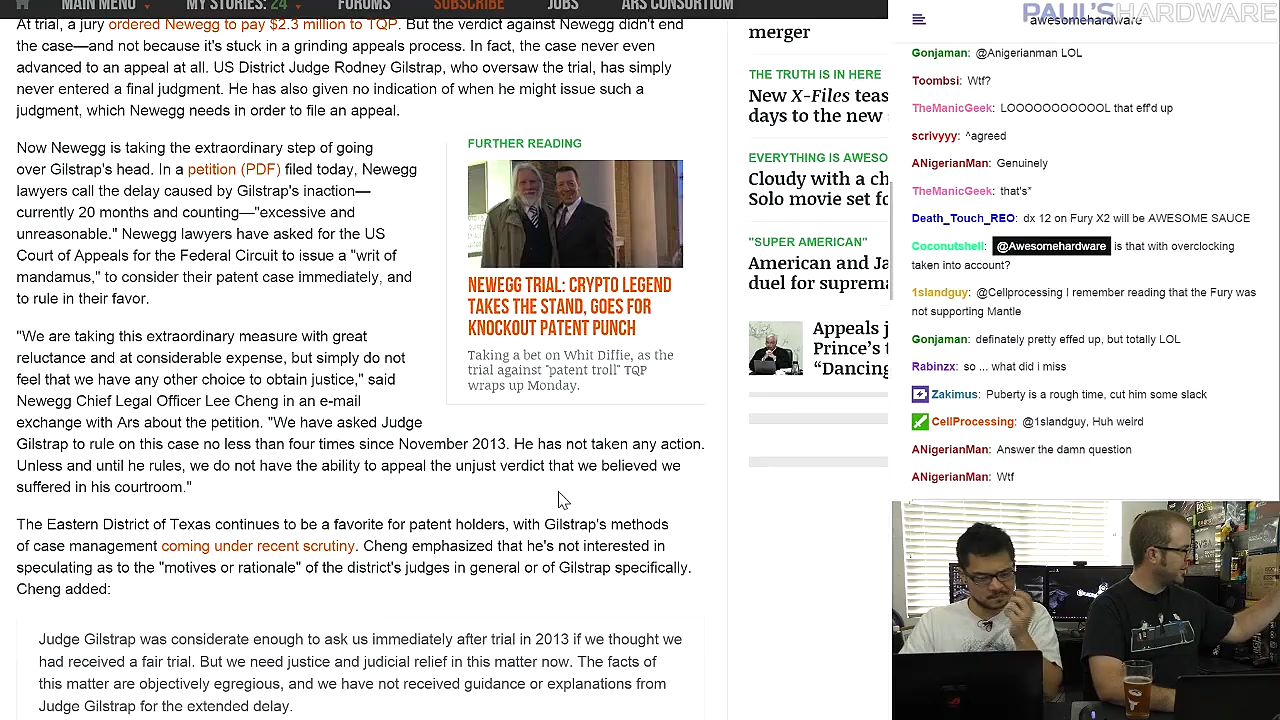 MAIN MENU
MY STORIES: 24
FORUMS
SUBSCRIBE
JOBS
ARS CONSORTIUM
At trial, a jury ordered Newegg to pay $2.3 million to TQP. But the verdict against Newegg didn't end
the case—and not because it's stuck in a grinding appeals process. In fact, the case never even
advanced to an appeal at all. US District Judge Rodney Gilstrap, who oversaw the trial, has simply
never entered a final judgment. He has also given no indication of when he might issue such a
judgment, which Newegg needs in order to file an appeal.
Now Newegg is taking the extraordinary step of going
over Gilstrap's head. In a petition (PDF) filed today, Newegg
lawyers call the delay caused by Gilstrap's inaction—
currently 20 months and counting—"excessive and
unreasonable." Newegg lawyers have asked for the US
Court of Appeals for the Federal Circuit to issue a "writ of
mandamus," to consider their patent case immediately, and
to rule in their favor.
"We are taking this extraordinary measure with great
reluctance and at considerable expense, but simply do not
feel that we have any other choice to obtain justice," said
Newegg Chief Legal Officer Lee Cheng in an e-mail
exchange with Ars about the petition. "We have asked Judge
Gilstrap to rule on this case no less than four times since November 2013. He has not taken any action.
Unless and until he rules, we do not have the ability to appeal the unjust verdict that we believed we
suffered in his courtroom."
The Eastern District of Texas continues to be a favorite for patent holders, with Gilstrap's methods
of case management coming under recent scrutiny. Cheng emphasized that he's not interested in
speculating as to the "motive or rationale" of the district's judges in general or of Gilstrap specifically.
Cheng added:
Judge Gilstrap was considerate enough to ask us immediately after trial in 2013 if we thought we
had received a fair trial. But we need justice and judicial relief in this matter now. The facts of
this matter are objectively egregious, and we have not received guidance or explanations from
Judge Gilstrap for the extended delay.
FURTHER READING
NEWEGG TRIAL: CRYPTO LEGEND
TAKES THE STAND, GOES FOR
KNOCKOUT PATENT PUNCH
Taking a bet on Whit Diffie, as the
trial against "patent troll" TQP
wraps up Monday.
merger
THE TRUTH IS IN HERE
New X-Files teas
days to the new
EVERYTHING IS AWESO
Cloudy with a ch
Solo movie set fo
"SUPER AMERICAN"
American and Ja
duel for suprema
Appeals j
Prince's t
"Dancing
PAUL'SHARDWARE
awesomehardware
Gonjaman: @Anigerianman LOL
Toombsi: Wtf?
TheManicGeek: LOOOOOOOOOOL that eff'd up
scrivyyy: ^agreed
ANigerianMan: Genuinely
TheManicGeek: that's*
Death_Touch_REO: dx 12 on Fury X2 will be AWESOME SAUCE
Coconutshell: @Awesomehardware is that with overclocking
taken into account?
1slandguy: @Cellprocessing I remember reading that the Fury was
not supporting Mantle
Gonjaman: definately pretty effed up, but totally LOL
Rabinzx: so ... what did i miss
Zakimus: Puberty is a rough time, cut him some slack
CellProcessing: @1slandguy, Huh weird
ANigerianMan: Answer the damn question
ANigerianMan: Wtf